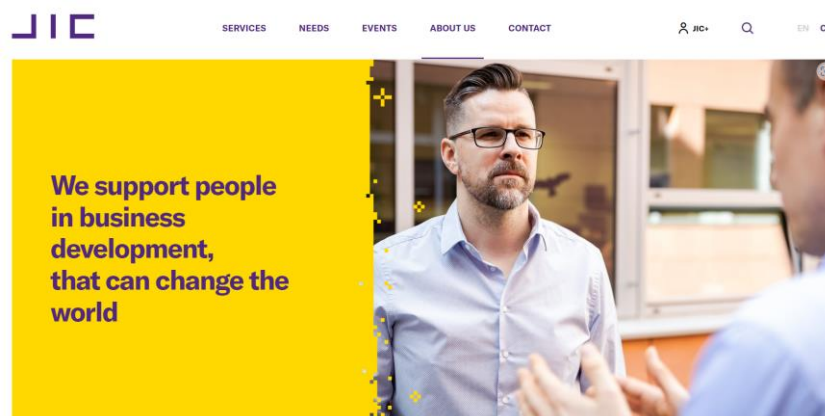 JIC
SERVICES NEEDS EVENTS ABOUT US CONTACT JIC+ EN
We support people
in business
development,
that can change the
world